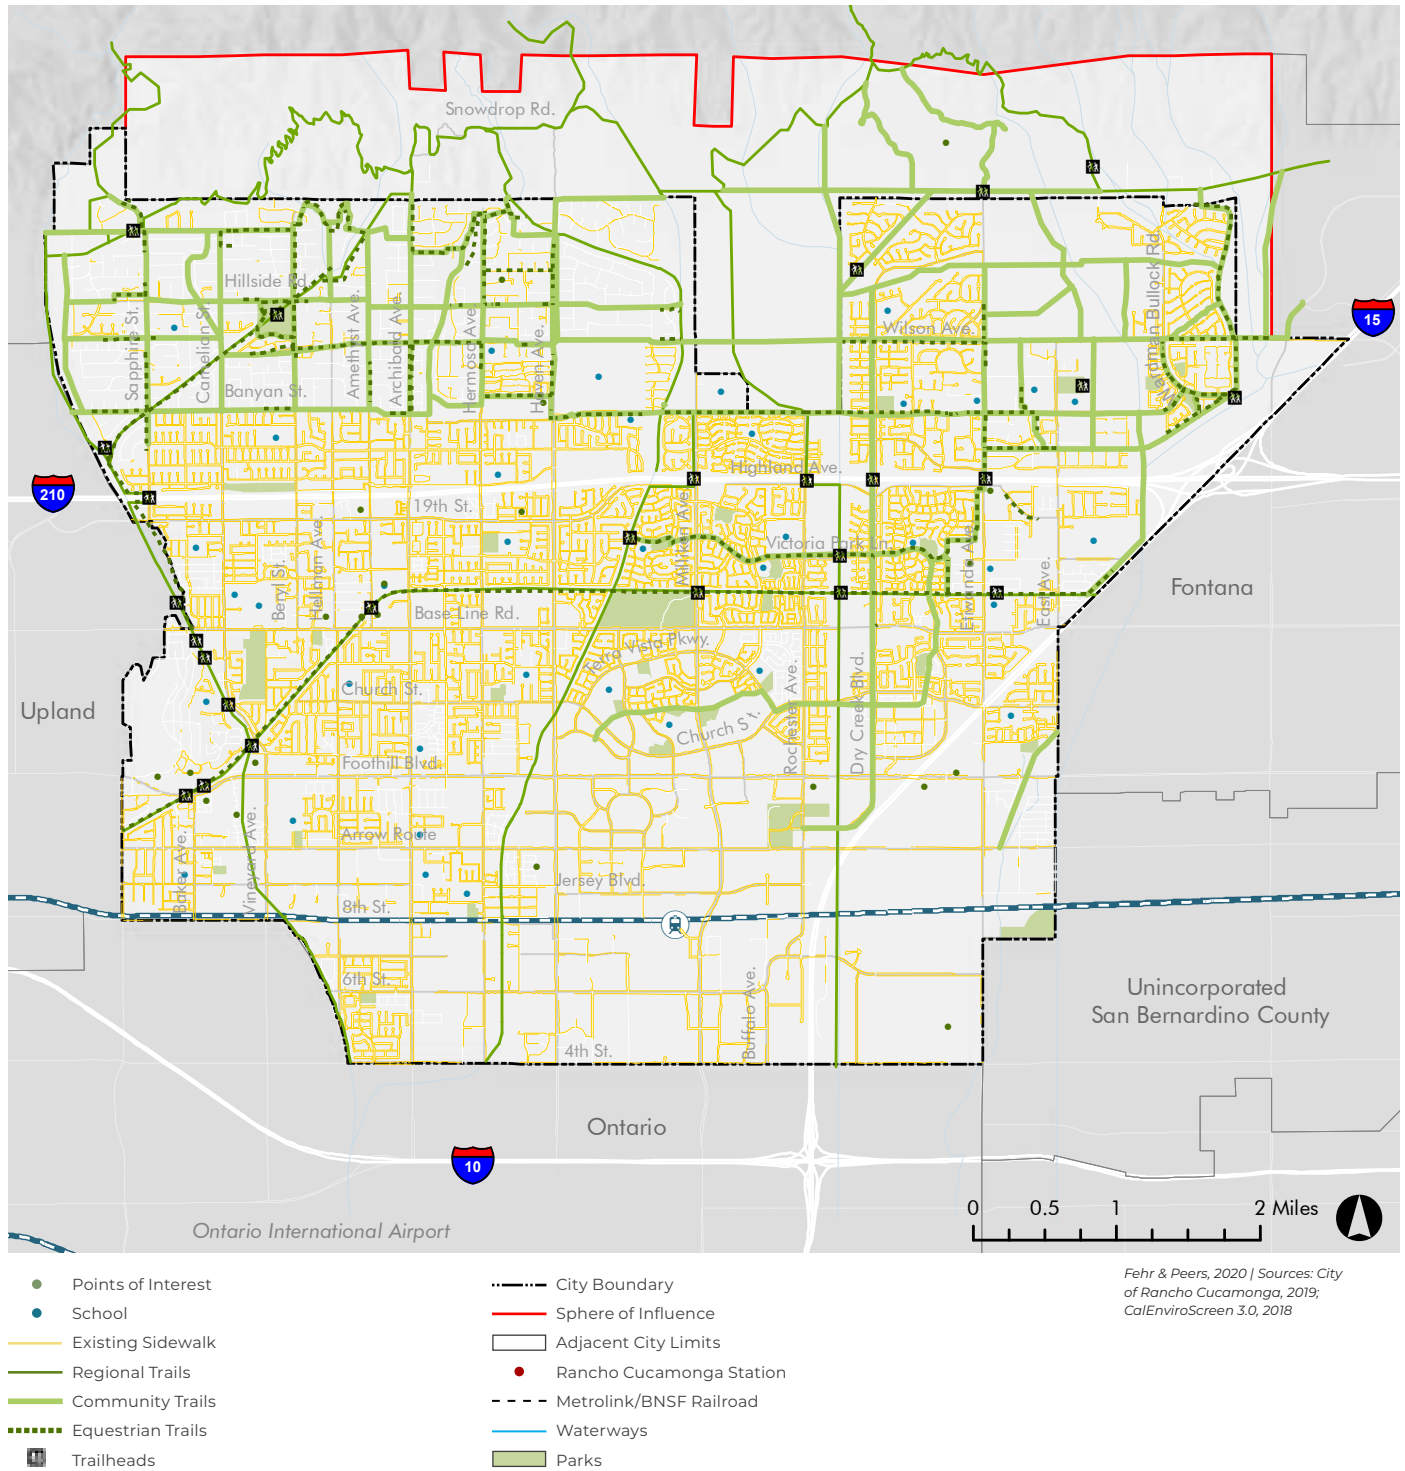 Snowdrop Rd.
Hillside Rd.
Wilson Ave.
Wardman Bullock Rd.
15
Sapphire St.
Carnelian St.
Amethyst Ave.
Archibald Ave.
Hermosa Ave.
Haven Ave.
Banyan St.
Highland Ave.
210
19th St.
Milliken Ave.
Victoria Park Ln.
Beryl St.
Hellman Ave.
Etiwanda Ave.
East Ave.
Fontana
Base Line Rd.
Tetra Vista Pkwy.
Upland
Church St.
Church St.
Rochester Ave.
Dry Creek Blvd.
Foothill Blvd.
Arrow Route
Baker Ave.
Vineyard Ave.
Jersey Blvd.
8th St.
6th St.
Buffalo Ave.
Unincorporated
San Bernardino County
4th St.
Ontario
10
0 0.5 1 2 Miles
Ontario International Airport
Points of Interest
School
Existing Sidewalk
Regional Trails
Community Trails
Equestrian Trails
Trailheads
City Boundary
Sphere of Influence
Adjacent City Limits
Rancho Cucamonga Station
Metrolink/BNSF Railroad
Waterways
Parks
Fehr & Peers, 2020 | Sources: City
of Rancho Cucamonga, 2019;
CalEnviroScreen 3.0, 2018